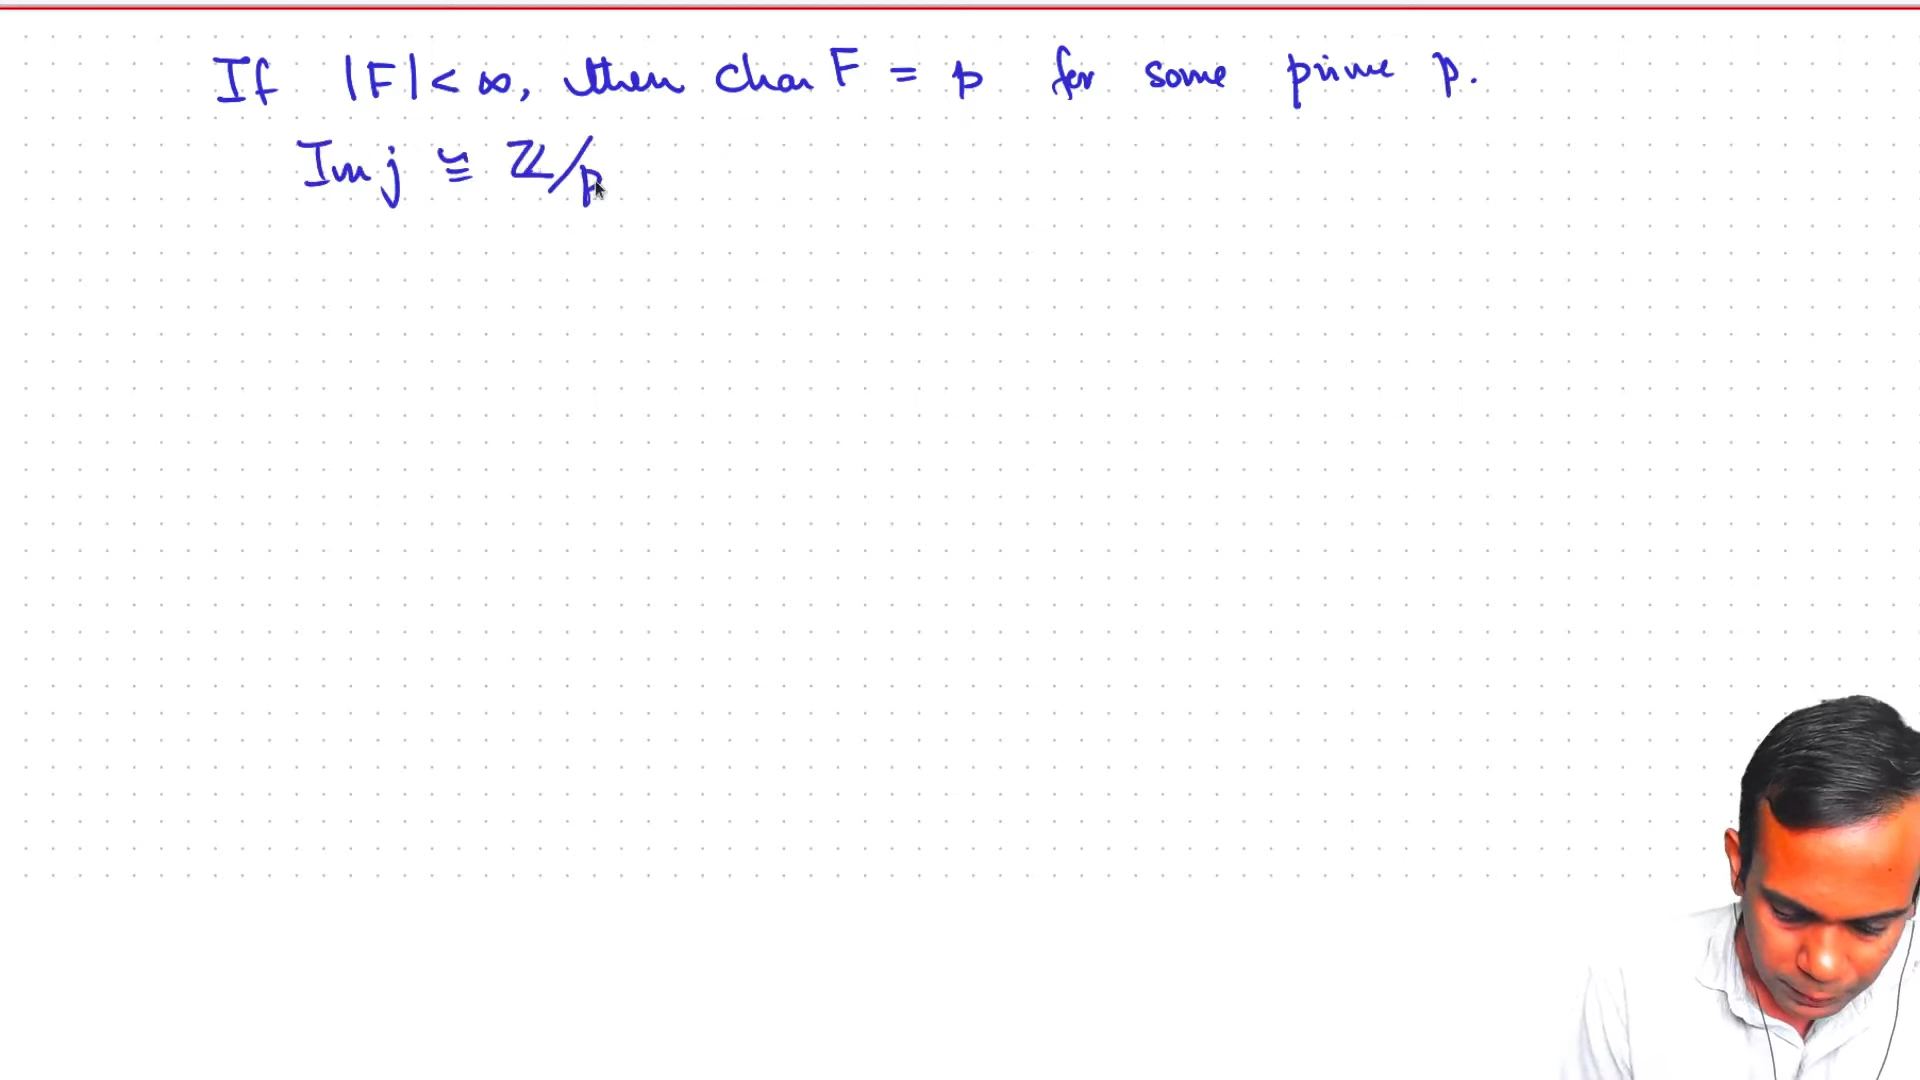 If |F| < ∞, then char F = p for some prime p.
Im j ≅ ℤ/p